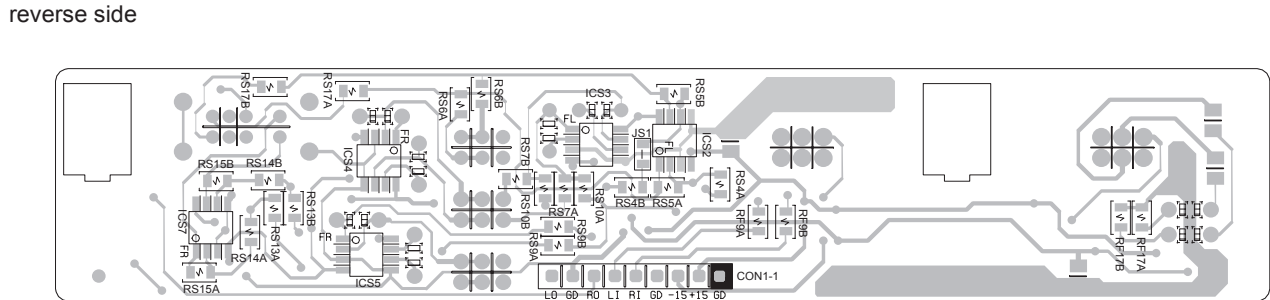 reverse side
RS17B
RS17A
RS6A
RS6B
ICS3
RS5B
FL
JS1
FR
ICS4
ICS2
FL
RS7B
RS15B
RS14B
RS4A
RS10B
RS7A
RS10A
RS4B
RS5A
ICS7
FR
RS14A
RS13A
RS13B
FR
ICS5
RS9A
RS9B
RF9A
RF9B
RF17B
RF17A
RS15A
CON1-1
LO GD RO LI RI GD -15 +15 GD